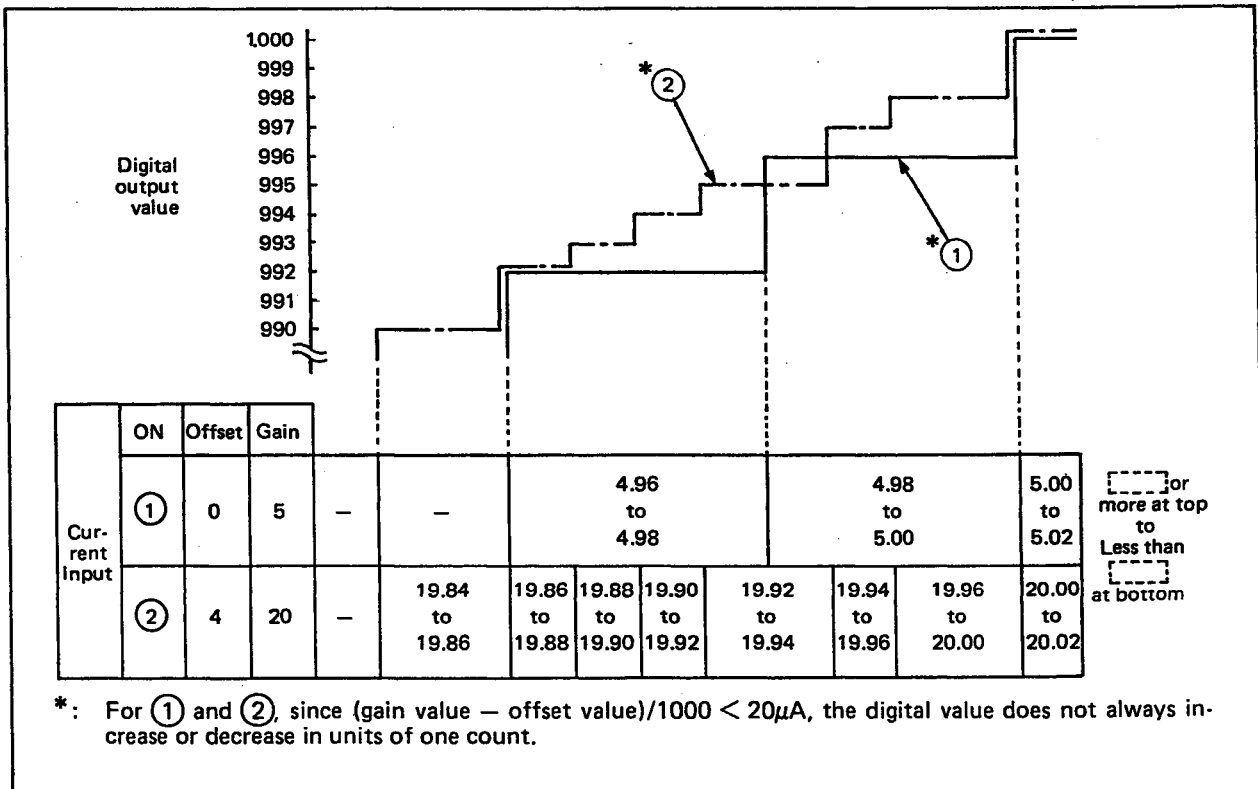 1.000
999
998
997
996
995
994
993
992
991
990
Digital
output
value
* ②
* ①
ON Offset Gain
Cur-
rent
input
① 0 5 — — 4.96 to 4.98 4.98 to 5.00 5.00 to 5.02
② 4 20 — 19.84 to 19.86 19.86 to 19.88 19.88 to 19.90 19.90 to 19.92 19.92 to 19.94 19.94 to 19.96 19.96 to 20.00 20.00 to 20.02
or
more at top
to
Less than
at bottom
*: For ① and ②, since (gain value — offset value)/1000 < 20µA, the digital value does not always in-
crease or decrease in units of one count.